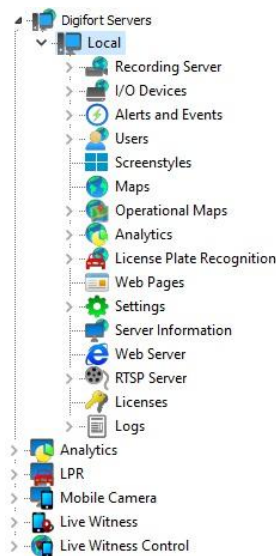 Digifort Servers
Local
Recording Server
I/O Devices
Alerts and Events
Users
Screenstyles
Maps
Operational Maps
Analytics
License Plate Recognition
Web Pages
Settings
Server Information
Web Server
RTSP Server
Licenses
Logs
Analytics
LPR
Mobile Camera
Live Witness
Live Witness Control